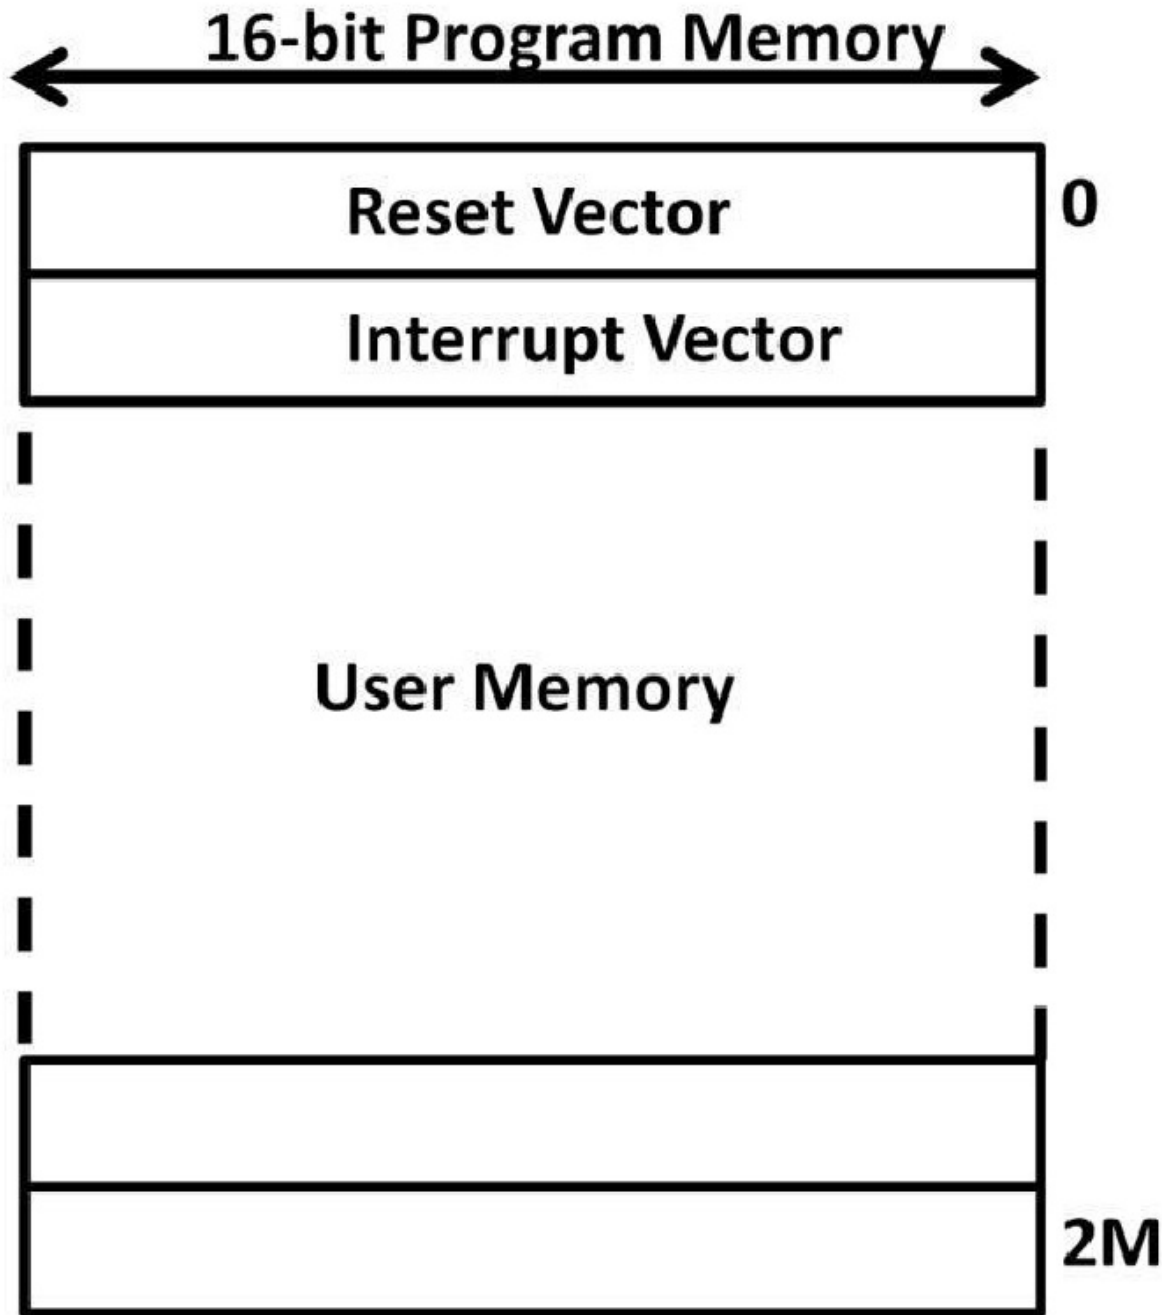 16-bit Program Memory
Reset Vector
0
Interrupt Vector
User Memory
2M